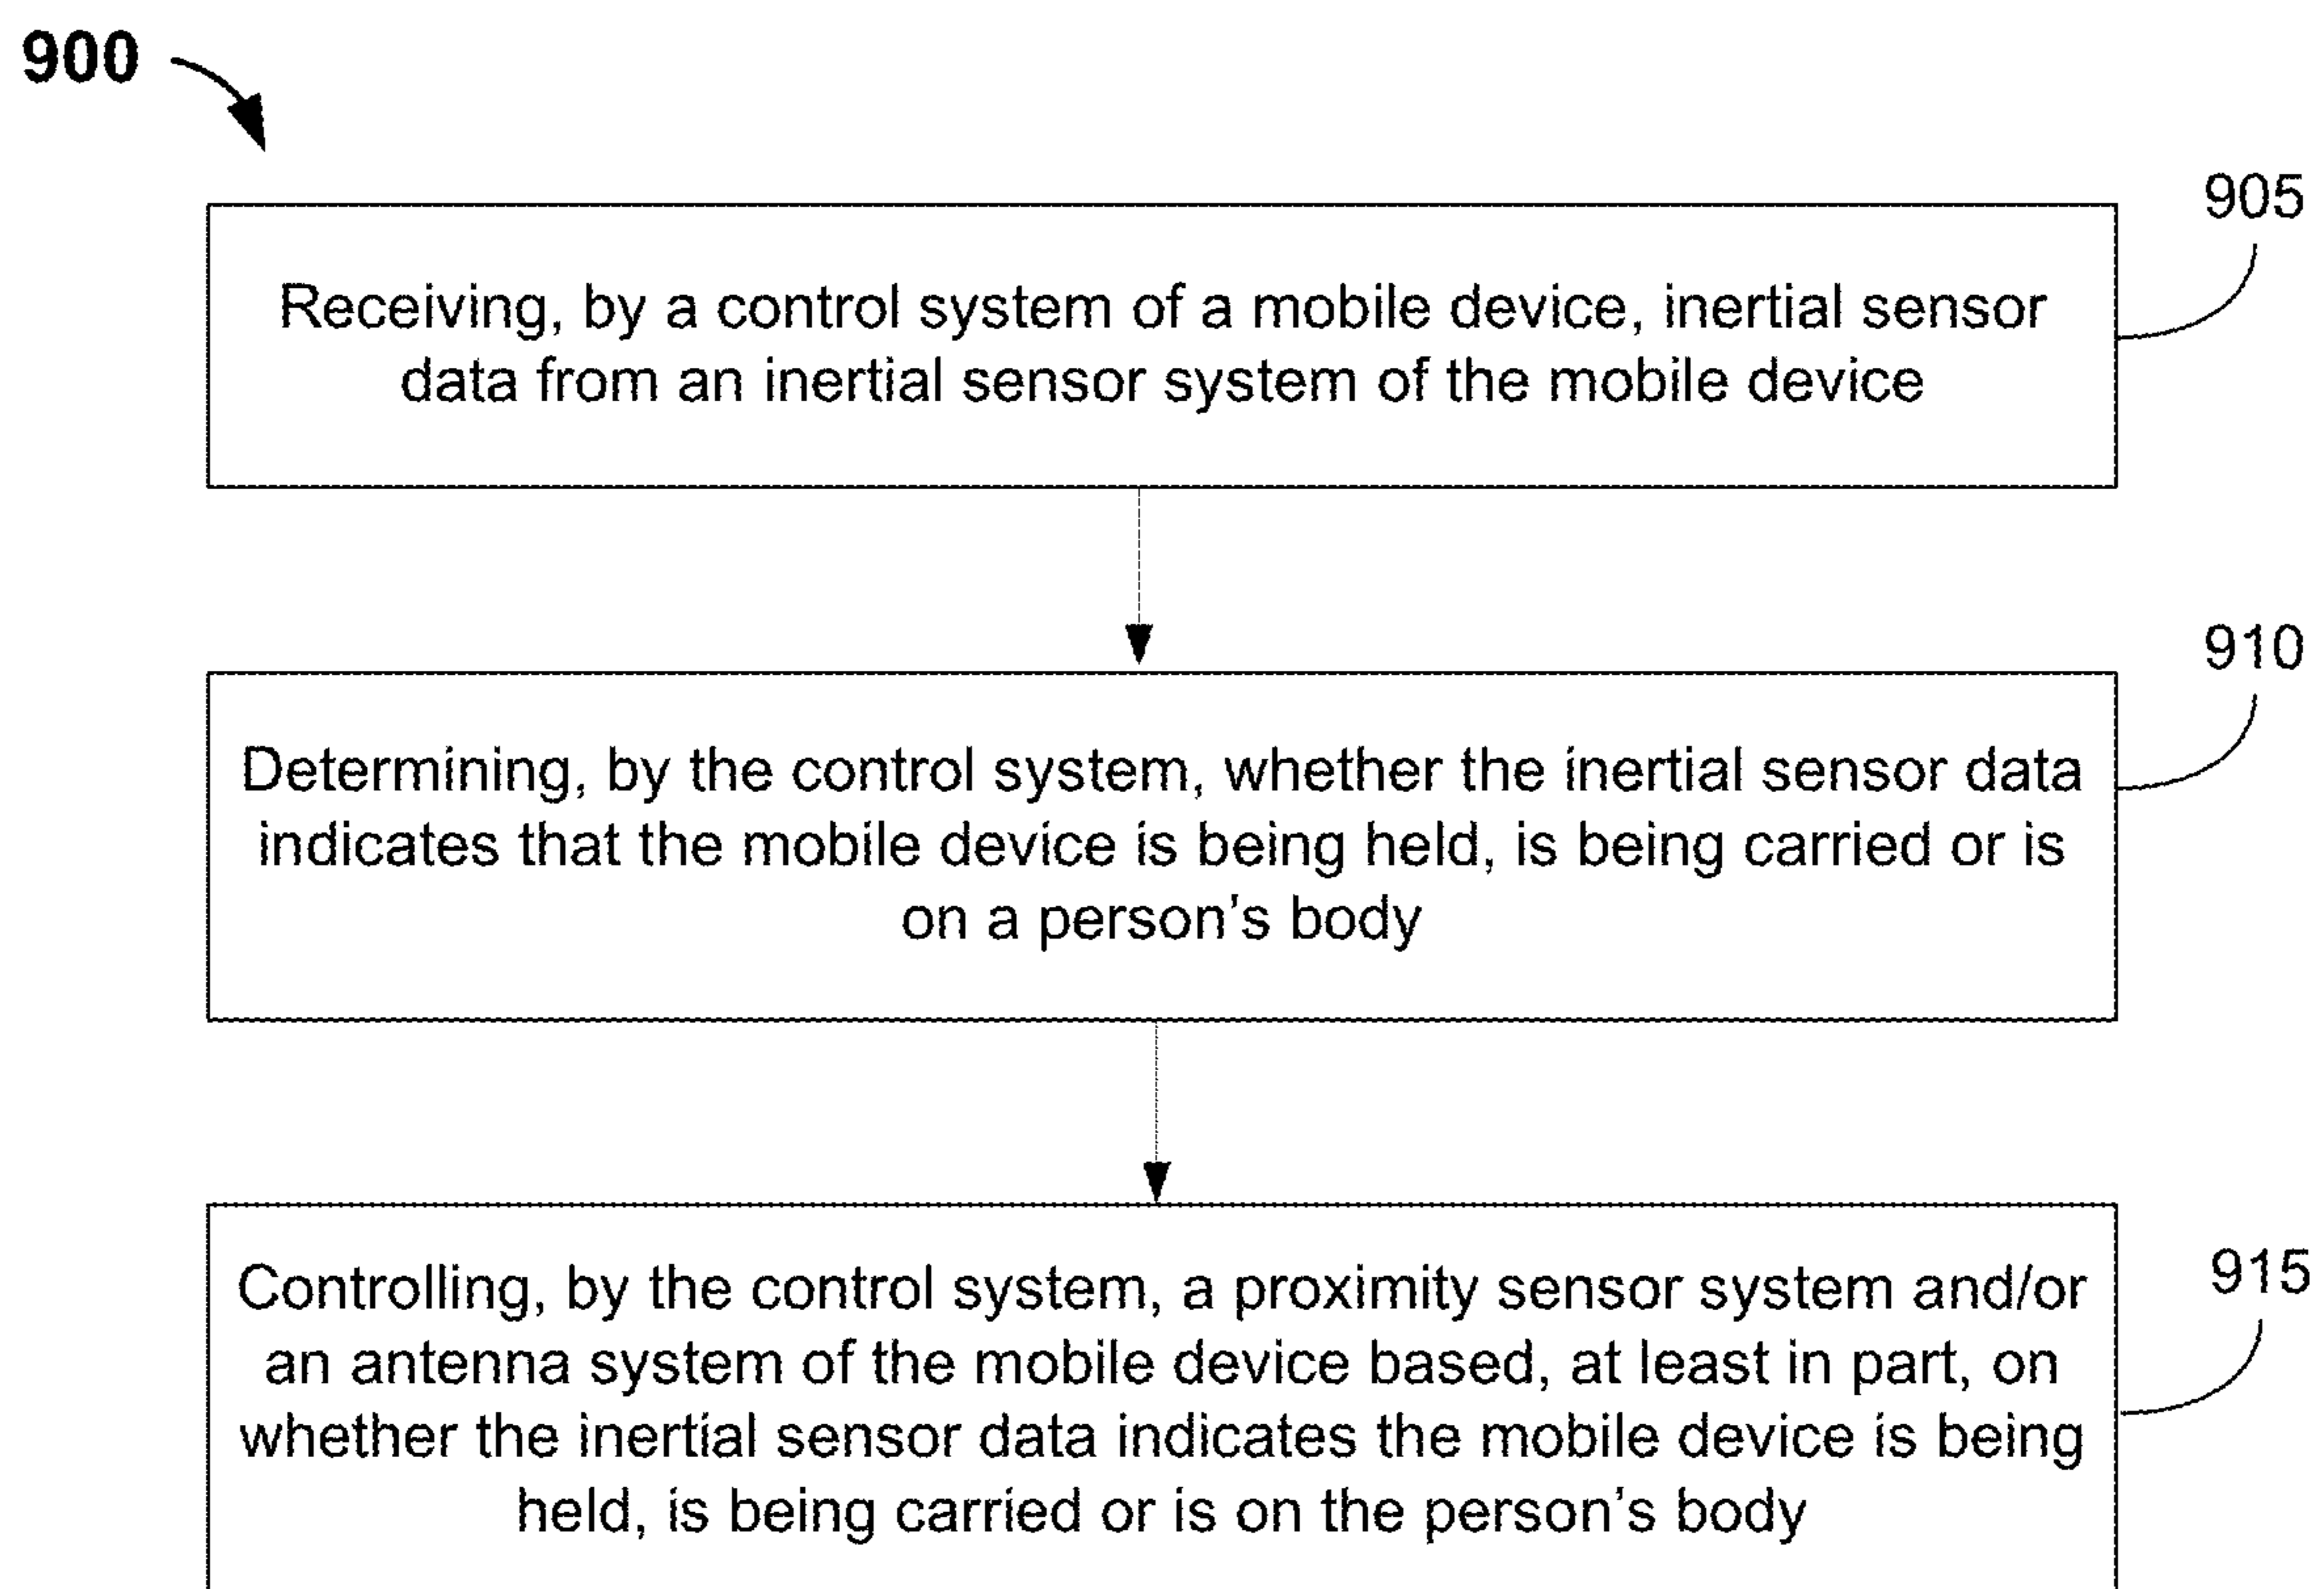 900
905
Receiving, by a control system of a mobile device, inertial sensor
data from an inertial sensor system of the mobile device
910
Determining, by the control system, whether the inertial sensor data
indicates that the mobile device is being held, is being carried or is
on a person's body
915
Controlling, by the control system, a proximity sensor system and/or
an antenna system of the mobile device based, at least in part, on
whether the inertial sensor data indicates the mobile device is being
held, is being carried or is on the person's body